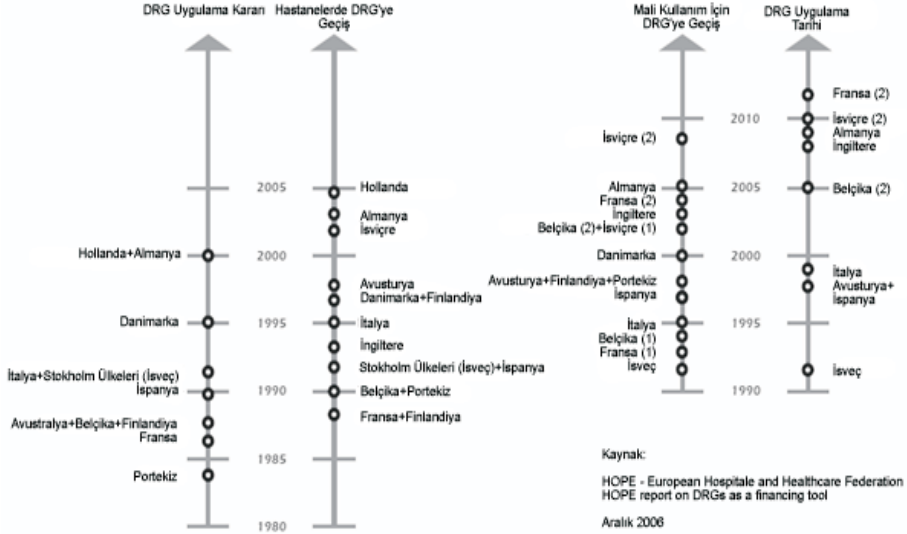 DRG Uygulama Kararı
Hastanelerde DRG'ye
Geçiş
2005
2000
1995
1990
1985
1980
Hollanda+Almanya
Danimarka
İtalya+Stokholm Ülkeleri (İsveç)
İspanya
Avustralya+Belçika+Finlandiya
Fransa
Portekiz
Hollanda
Almanya
İsviçre
Avusturya
Danimarka+Finlandiya
İtalya
İngiltere
Stokholm Ülkeleri (İsveç)+İspanya
Belçika+Portekiz
Fransa+Finlandiya
Mali Kullanım İçin
DRG'ye Geçiş
DRG Uygulama
Tarihi
2010
2005
2000
1995
1990
İsviçre (2)
Almanya
Fransa (2)
İngiltere
Belçika (2)+İsviçre (1)
Danimarka
Avusturya+Finlandiya+Portekiz
İspanya
İtalya
Belçika (1)
Fransa (1)
İsveç
Fransa (2)
İsviçre (2)
Almanya
İngiltere
Belçika (2)
İtalya
Avusturya+
İspanya
İsveç
Kaynak:
HOPE - European Hospitale and Healthcare Federation
HOPE report on DRGs as a financing tool
Aralık 2006